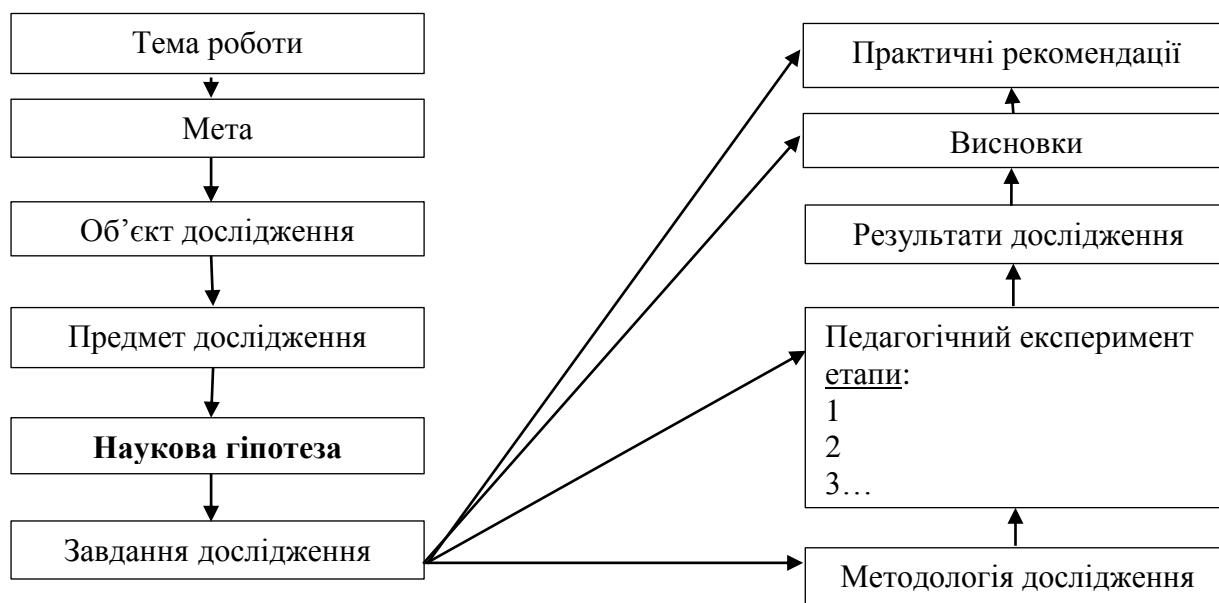 Тема роботи
Мета
Об’єкт дослідження
Предмет дослідження
Наукова гіпотеза
Завдання дослідження
Практичні рекомендації
Висновки
Результати дослідження
Педагогічний експеримент
етапи:
1
2
3…
Методологія дослідження